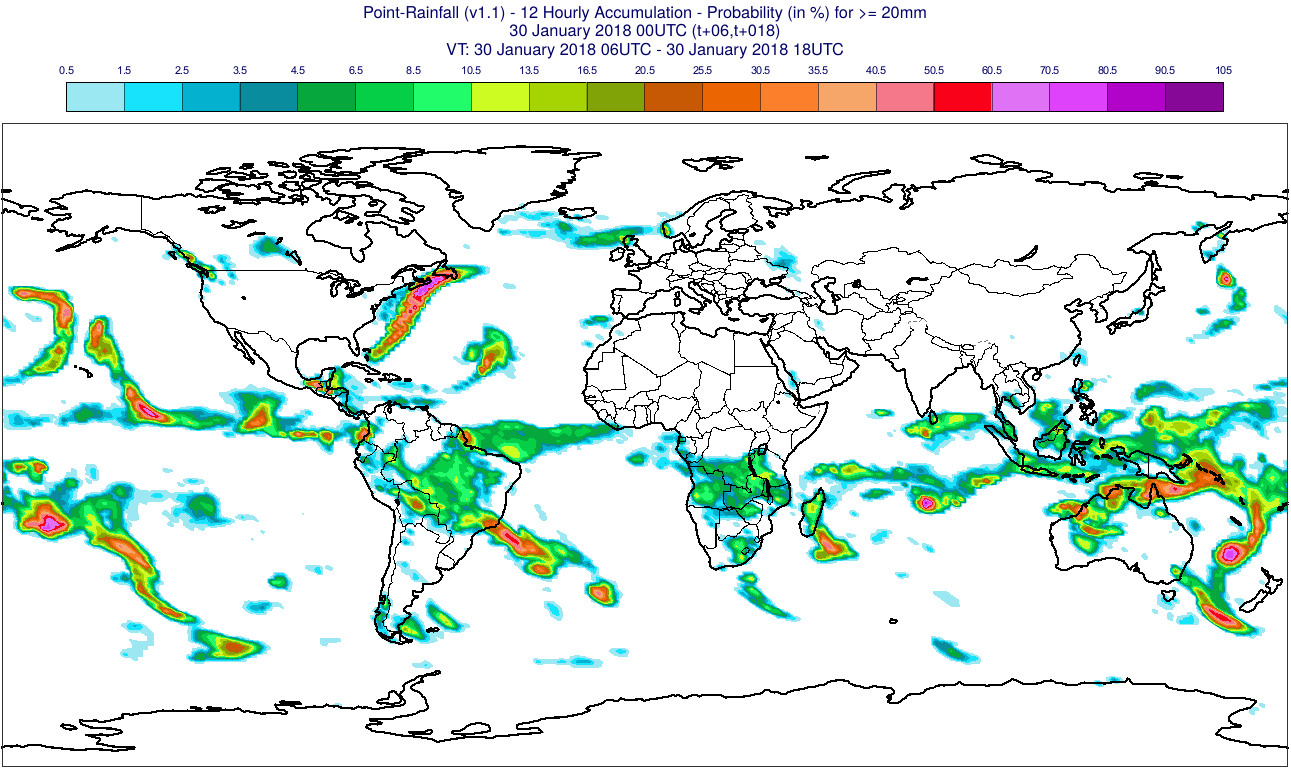 Point-Rainfall (v1.1) - 12 Hourly Accumulation - Probability (in %) for >= 20mm
30 January 2018 00UTC (t+06,t+018)
VT: 30 January 2018 06UTC - 30 January 2018 18UTC
0.5 1.5 2.5 3.5 4.5 6.5 8.5 10.5 13.5 16.5 20.5 25.5 30.5 35.5 40.5 50.5 60.5 70.5 80.5 90.5 105